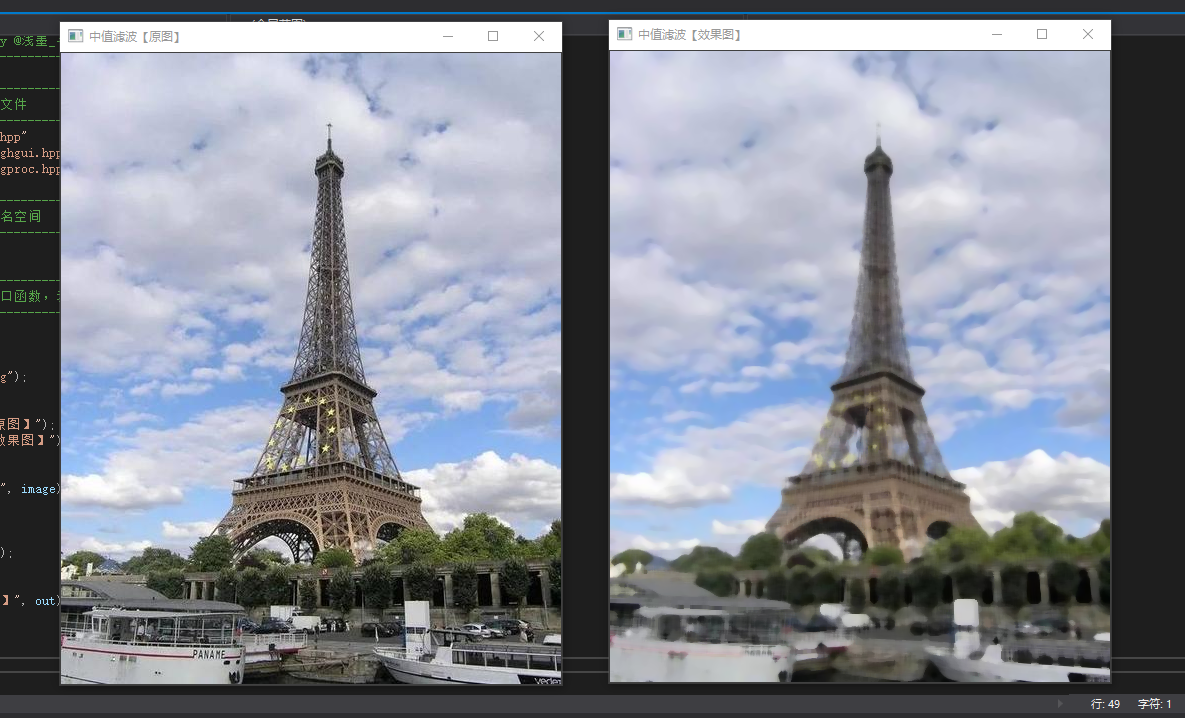 y @浅墨_
文件
hpp"
ghgui.hpp
gproc.hpp
名空间
口函数，
g");
原图】");
效果图】")
", image)
);
】", out)
中值滤波【原图】
PANAME
vedet
中值滤波【效果图】
行: 49 字符: 1